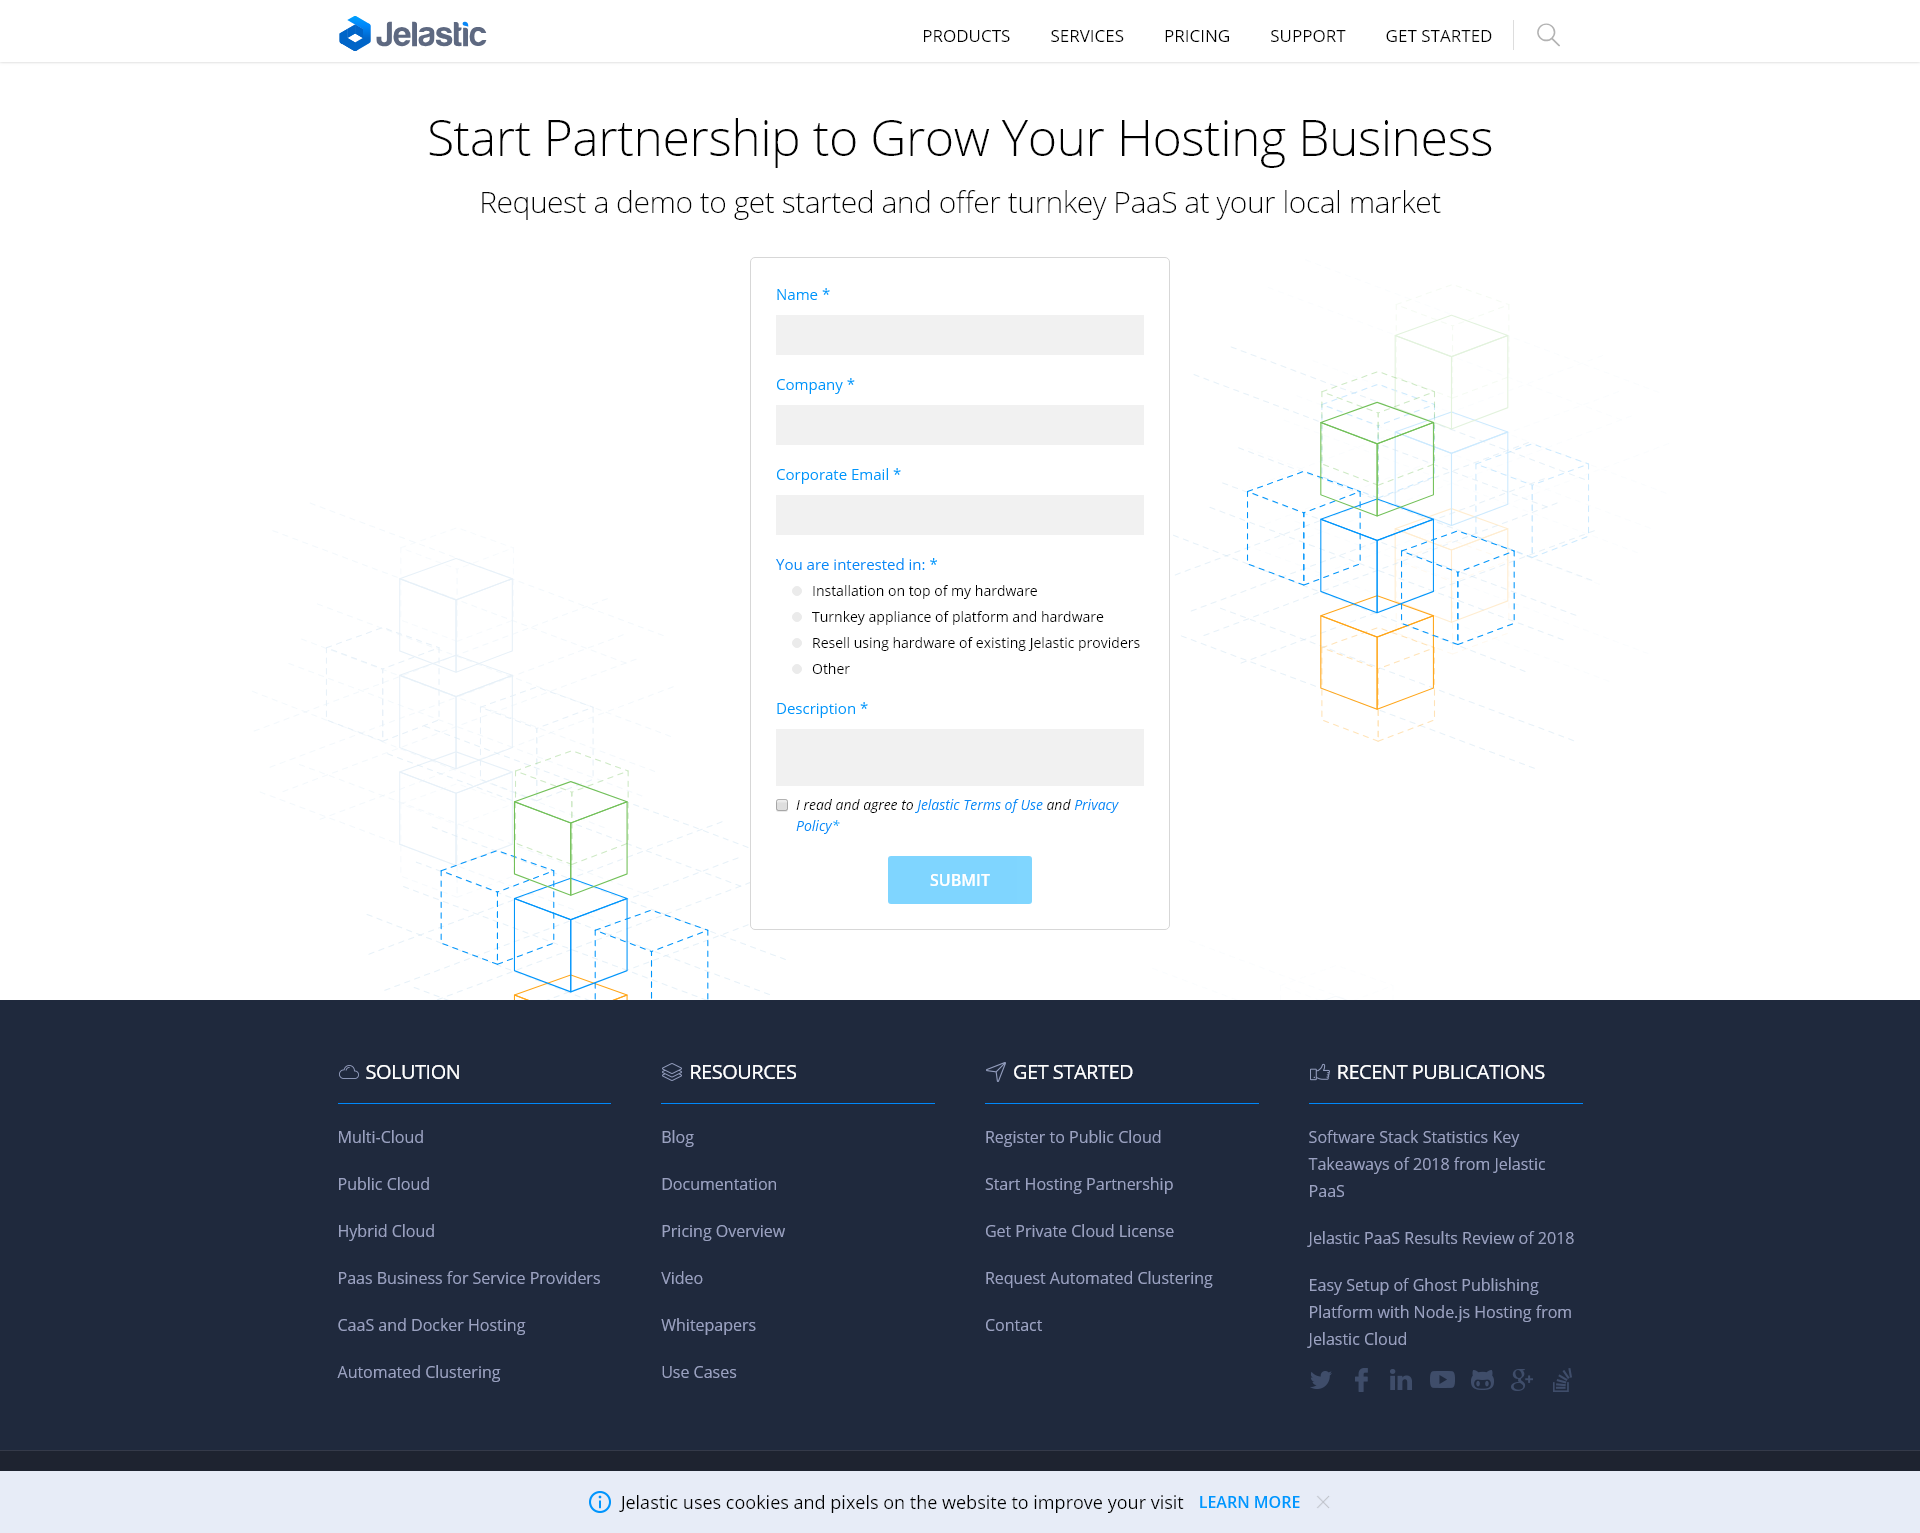 Jelastic
PRODUCTS
SERVICES
PRICING
SUPPORT
GET STARTED
Start Partnership to Grow Your Hosting Business
Request a demo to get started and offer turnkey PaaS at your local market
Name *
Company *
Corporate Email *
You are interested in: *
Installation on top of my hardware
Turnkey appliance of platform and hardware
Resell using hardware of existing Jelastic providers
Other
Description *
I read and agree to Jelastic Terms of Use and Privacy
Policy*
SUBMIT
SOLUTION
Multi-Cloud
Public Cloud
Hybrid Cloud
Paas Business for Service Providers
CaaS and Docker Hosting
Automated Clustering
RESOURCES
Blog
Documentation
Pricing Overview
Video
Whitepapers
Use Cases
GET STARTED
Register to Public Cloud
Start Hosting Partnership
Get Private Cloud License
Request Automated Clustering
Contact
RECENT PUBLICATIONS
Software Stack Statistics Key
Takeaways of 2018 from Jelastic
PaaS
Jelastic PaaS Results Review of 2018
Easy Setup of Ghost Publishing
Platform with Node.js Hosting from
Jelastic Cloud
Jelastic uses cookies and pixels on the website to improve your visit LEARN MORE